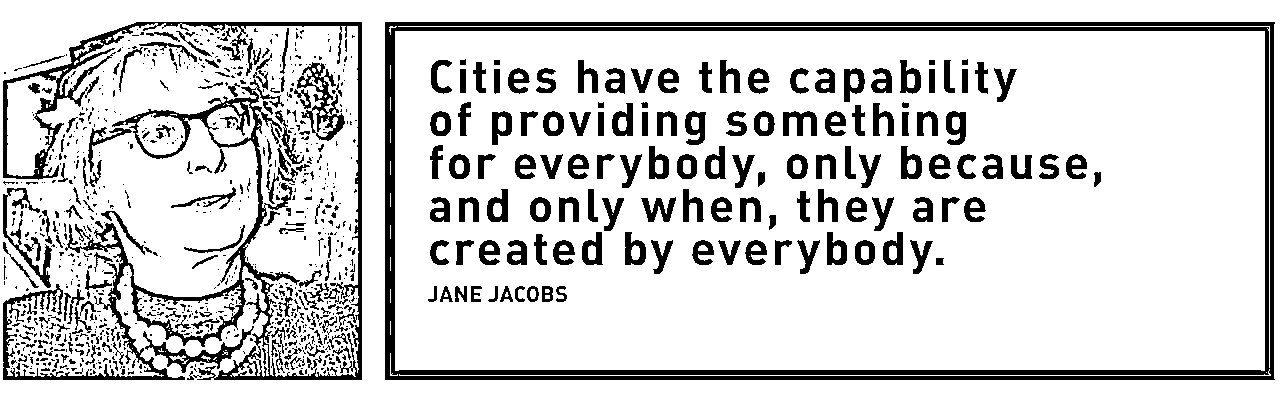 Cities have the capability
of providing something
for everybody, only because,
and only when, they are
created by everybody.
JANE JACOBS